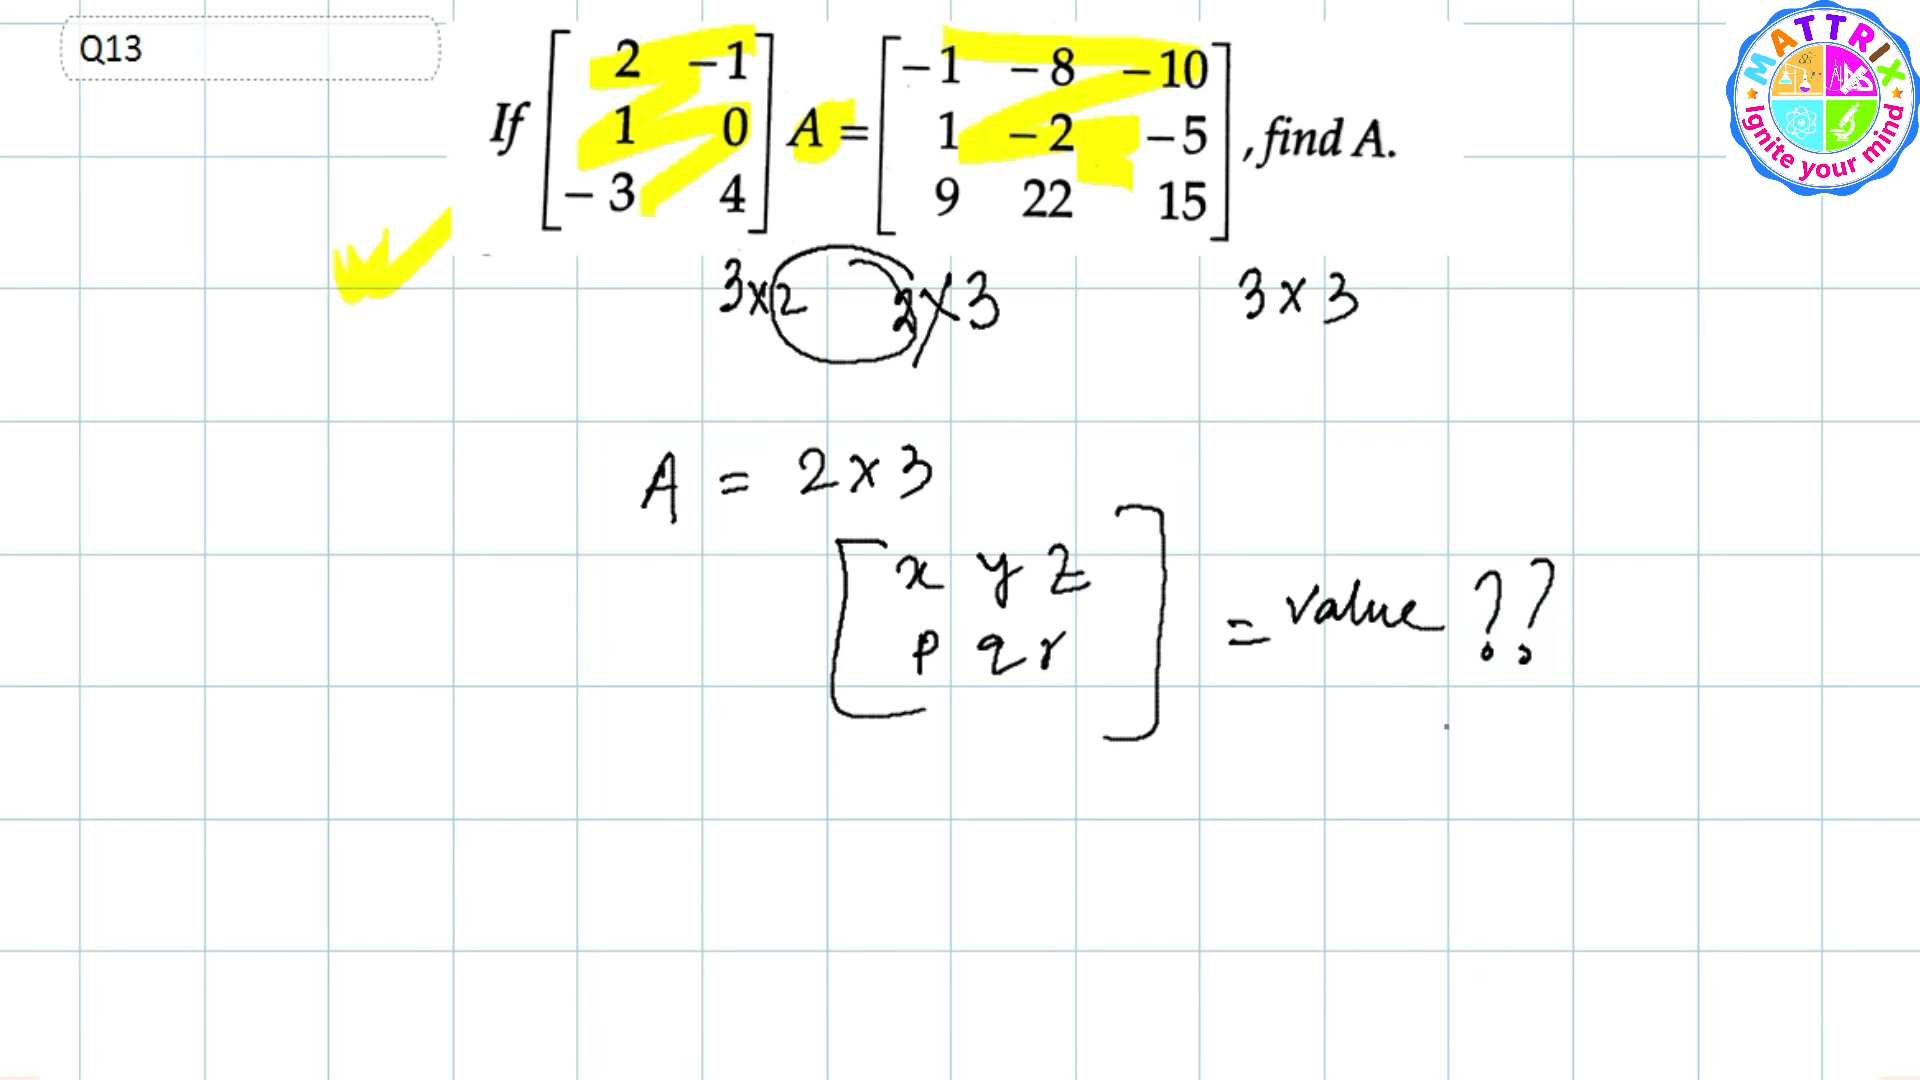 Q13
If [ 2 −1 ] A = [ −1 −8 −10 ]
[ 1 0 ] [ 1 −2 −5 ] , find A.
[ −3 4 ] [ 9 22 15 ]
3×2 2×3 3×3
A = 2×3
[ x y z ]
[ p q r ] = value ??
MATTRIX
Ignite your mind